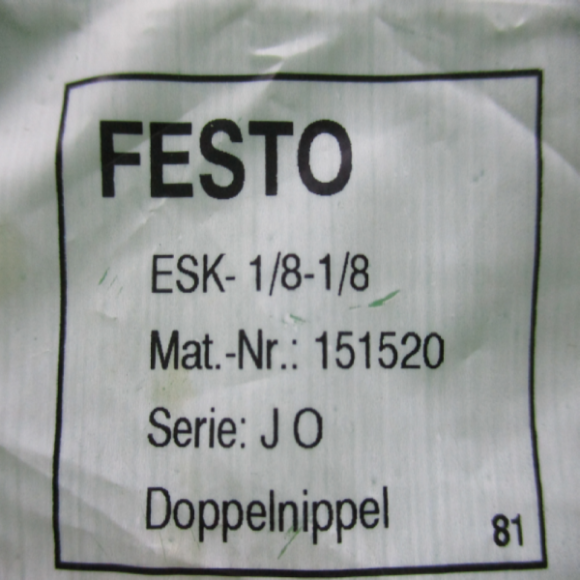 FESTO
ESK- 1/8-1/8
Mat.-Nr.: 151520
Serie: J O
Doppelnippel
81